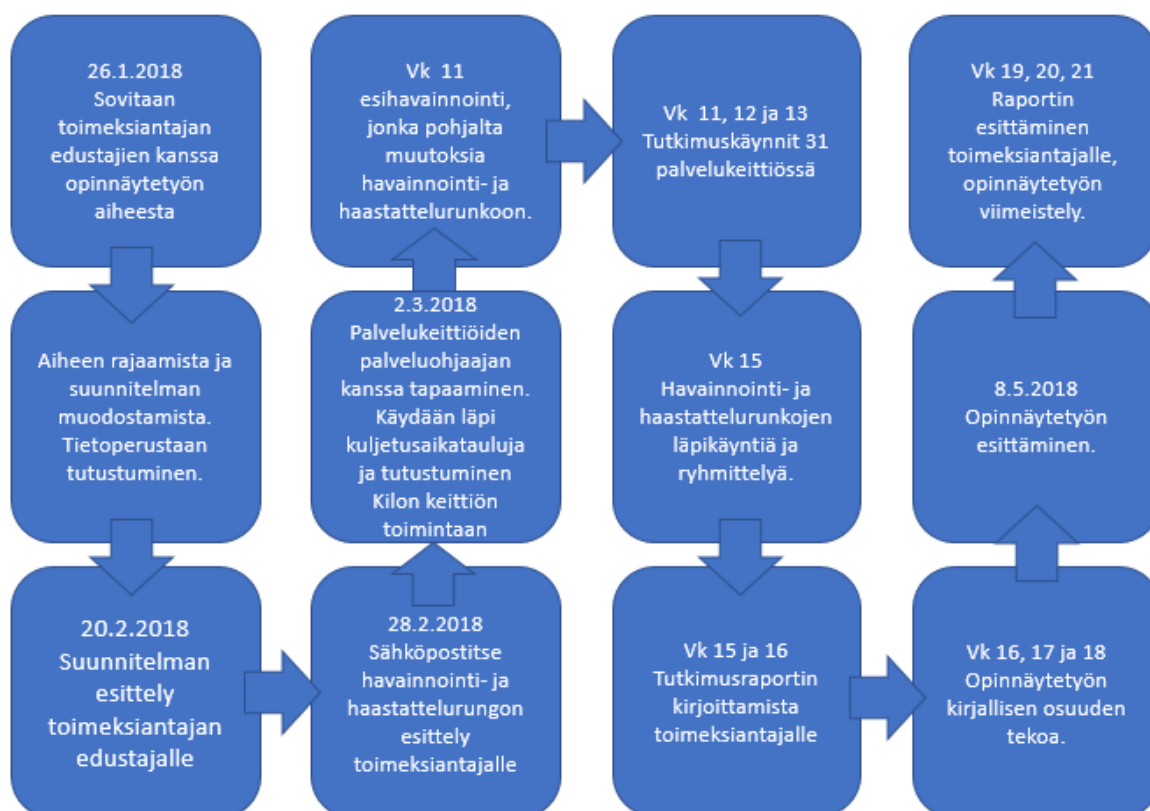 26.1.2018
Sovitaan
toimeksiantajan
edustajien kanssa
opinnäytetyön
aiheesta
Aiheen rajaamista ja
suunnitelman
muodostamista.
Tietoperustaan
tutustuminen.
20.2.2018
Suunnitelman
esittely
toimeksiantajan
edustajalle
28.2.2018
Sähköpostitse
havainnointi- ja
haastattelurungon
esittely
toimeksiantajalle
2.3.2018
Palvelukeittiöiden
palveluohjaajan
kanssa tapaaminen.
Käydään läpi
kuljetusaikatauluja
ja tutustuminen
Kilon keittiön
toimintaan
Vk 11
esihavainnointi,
jonka pohjalta
muutoksia
havainnointi- ja
haastattelurunkoon.
Vk 11, 12 ja 13
Tutkimuskäynnit 31
palvelukeittiössä
Vk 15
Havainnointi- ja
haastattelurunkojen
läpikäyntiä ja
ryhmittelyä.
Vk 15 ja 16
Tutkimusraportin
kirjoittamista
toimeksiantajalle
Vk 16, 17 ja 18
Opinnäytetyön
kirjallisen osuuden
tekoa.
8.5.2018
Opinnäytetyön
esittäminen.
Vk 19, 20, 21
Raportin
esittäminen
toimeksiantajalle,
opinnäytetyön
viimeistely.